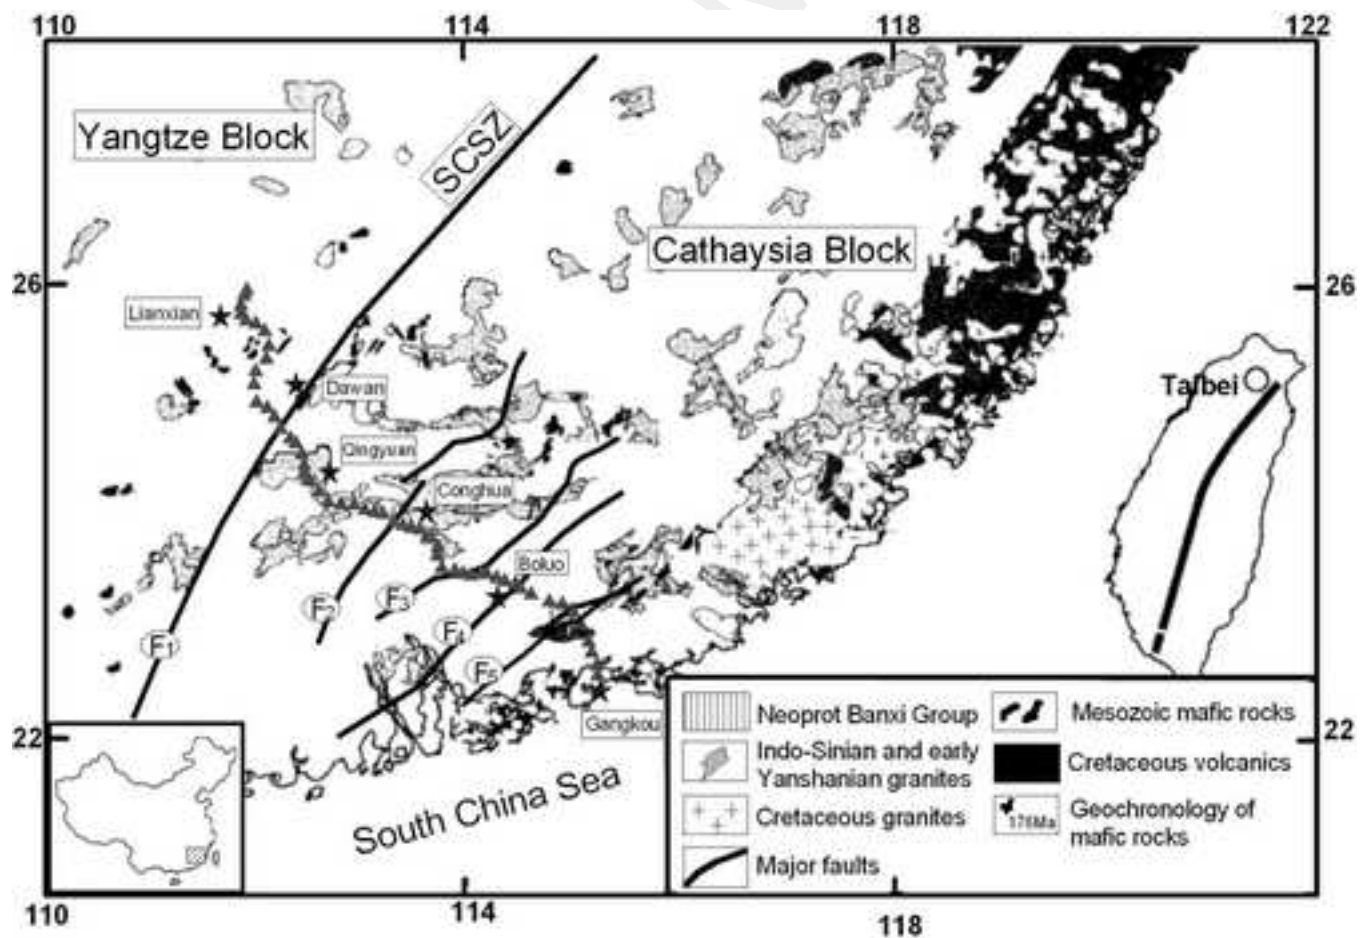 110
114
118
122
Yangtze Block
SCSZ
Cathaysia Block
26
26
Lianxian
Dawan
Taibei
Qingyuan
Conghua
Boluo
F1
F2
F3
F4
F5
Gangkou
22
22
South China Sea
Neoprot Banxi Group
Indo-Sinian and early
Yanshanian granites
Cretaceous granites
Major faults
Mesozoic mafic rocks
Cretaceous volcanics
176Ma
Geochronology of
mafic rocks
110
114
118